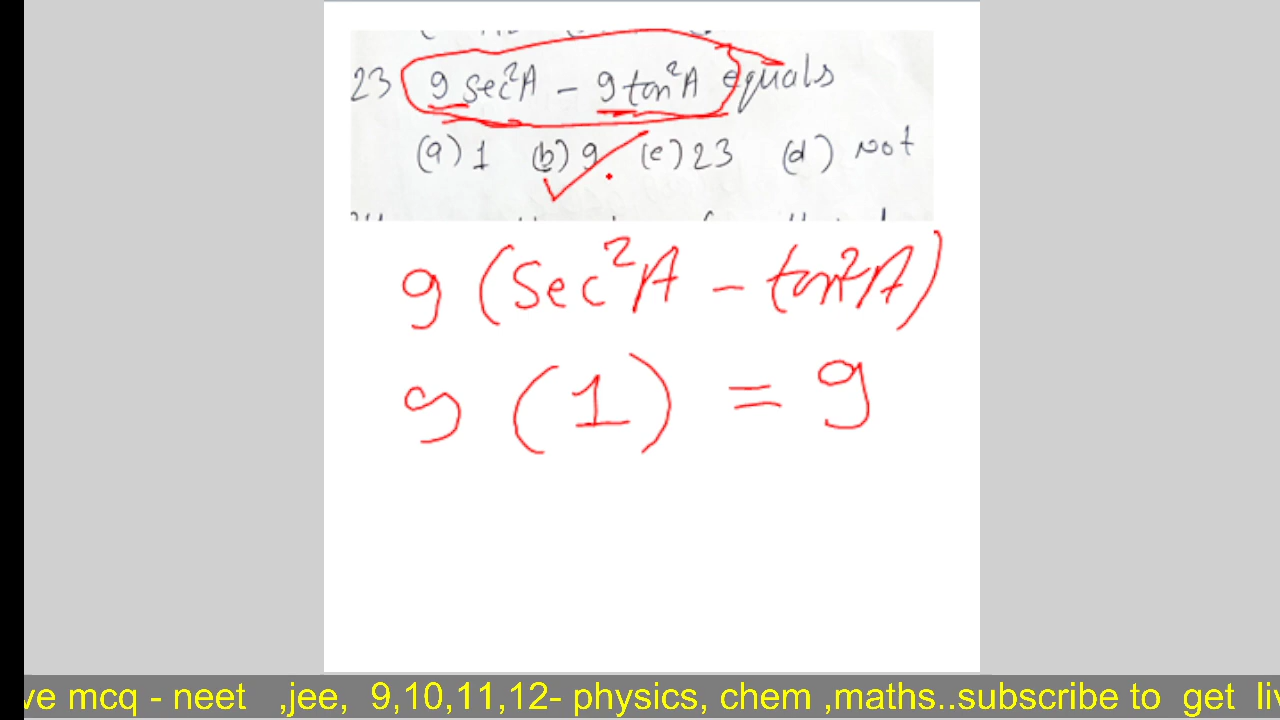 23 9 sec²A - 9 tan²A equals
(a) 1 (b) 9 (c) 23 (d) Not
9 (Sec²A - tan²A)
9 (1) = 9
ve mcq - neet ,jee, 9,10,11,12- physics, chem ,maths..subscribe to get liv